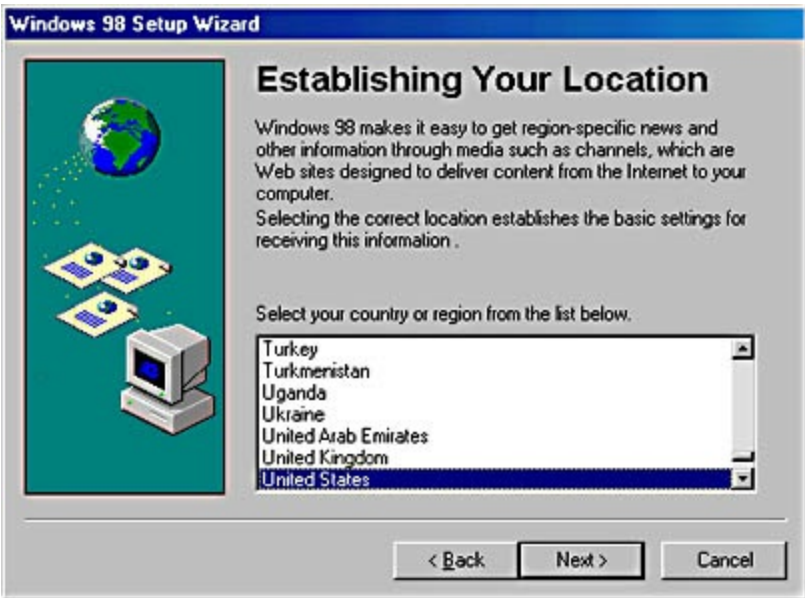 Windows 98 Setup Wizard
Establishing Your Location
Windows 98 makes it easy to get region-specific news and
other information through media such as channels, which are
Web sites designed to deliver content from the Internet to your
computer.
Selecting the correct location establishes the basic settings for
receiving this information .
Select your country or region from the list below.
Turkey
Turkmenistan
Uganda
Ukraine
United Arab Emirates
United Kingdom
United States
< Back Next > Cancel